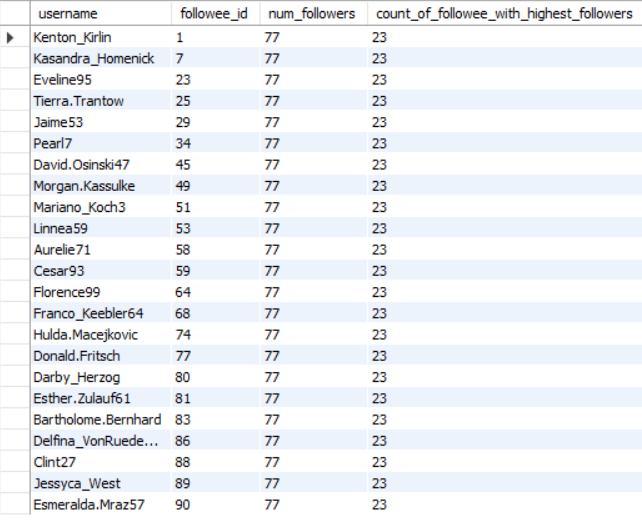 username followee_id num_followers count_of_followee_with_highest_followers
Kenton_Kirlin 1 77 23
Kasandra_Homenick 7 77 23
Eveline95 23 77 23
Tierra.Trantow 25 77 23
Jaime53 29 77 23
Pearl7 34 77 23
David.Osinski47 45 77 23
Morgan.Kassulke 49 77 23
Mariano_Koch3 51 77 23
Linnea59 53 77 23
Aurelie71 58 77 23
Cesar93 59 77 23
Florence99 64 77 23
Franco_Keebler64 68 77 23
Hulda.Macejkovic 74 77 23
Donald.Fritsch 77 77 23
Darby_Herzog 80 77 23
Esther.Zulauf61 81 77 23
Bartholome.Bernhard 83 77 23
Delfina_VonRuede... 86 77 23
Clint27 88 77 23
Jessyca_West 89 77 23
Esmeralda.Mraz57 90 77 23